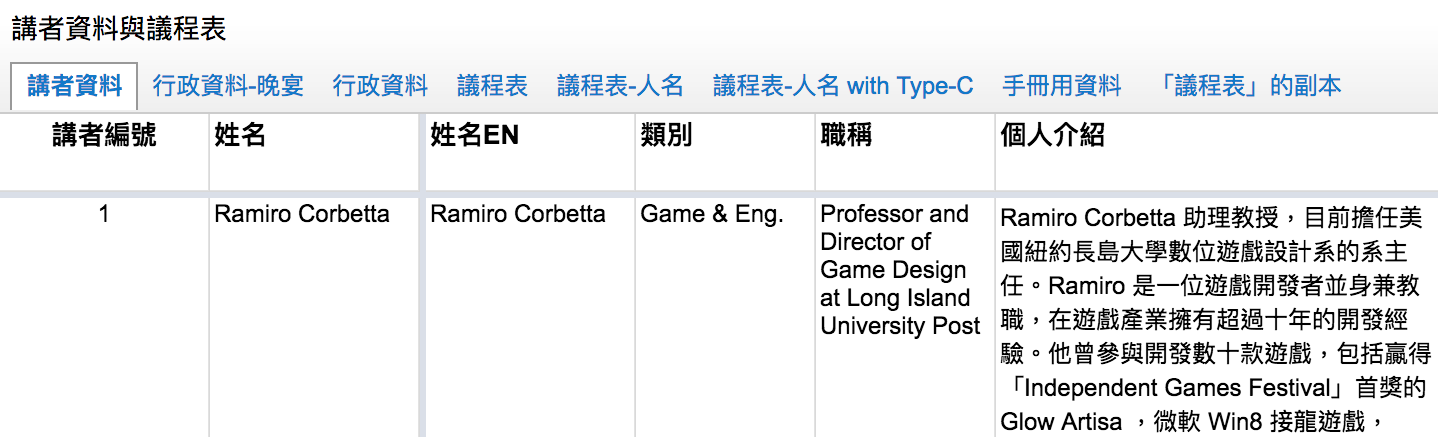 講者資料與議程表
講者資料 行政資料-晚宴 行政資料 議程表 議程表-人名 議程表-人名 with Type-C 手冊用資料 「議程表」的副本
講者編號 姓名 姓名EN 類別 職稱 個人介紹
1 Ramiro Corbetta Ramiro Corbetta Game & Eng.
Professor and
Director of
Game Design
at Long Island
University Post
Ramiro Corbetta 助理教授，目前擔任美
國紐約長島大學數位遊戲設計系的系主
任。Ramiro 是一位遊戲開發者並身兼教
職，在遊戲產業擁有超過十年的開發經
驗。他曾參與開發數十款遊戲，包括贏得
「Independent Games Festival」首獎的
Glow Artisa ，微軟 Win8 接龍遊戲，